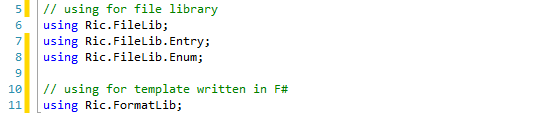 5 // using for file library
6 using Ric.FileLib;
7 using Ric.FileLib.Entry;
8 using Ric.FileLib.Enum;
9
10 // using for template written in F#
11 using Ric.FormatLib;